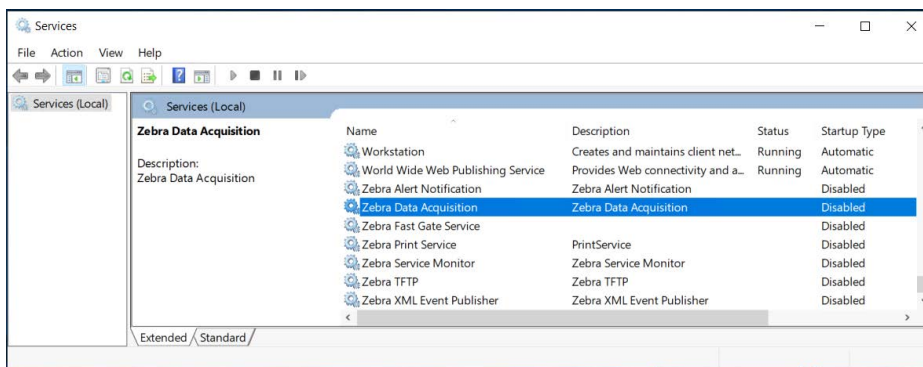 Services
File Action View Help
Services (Local)
Services (Local)
Zebra Data Acquisition
Description:
Zebra Data Acquisition
Name Description Status Startup Type
Workstation Creates and maintains client net... Running Automatic
World Wide Web Publishing Service Provides Web connectivity and a... Running Automatic
Zebra Alert Notification Zebra Alert Notification Disabled
Zebra Data Acquisition Zebra Data Acquisition Disabled
Zebra Fast Gate Service Disabled
Zebra Print Service PrintService Disabled
Zebra Service Monitor Zebra Service Monitor Disabled
Zebra TFTP Zebra TFTP Disabled
Zebra XML Event Publisher Zebra XML Event Publisher Disabled
Extended Standard